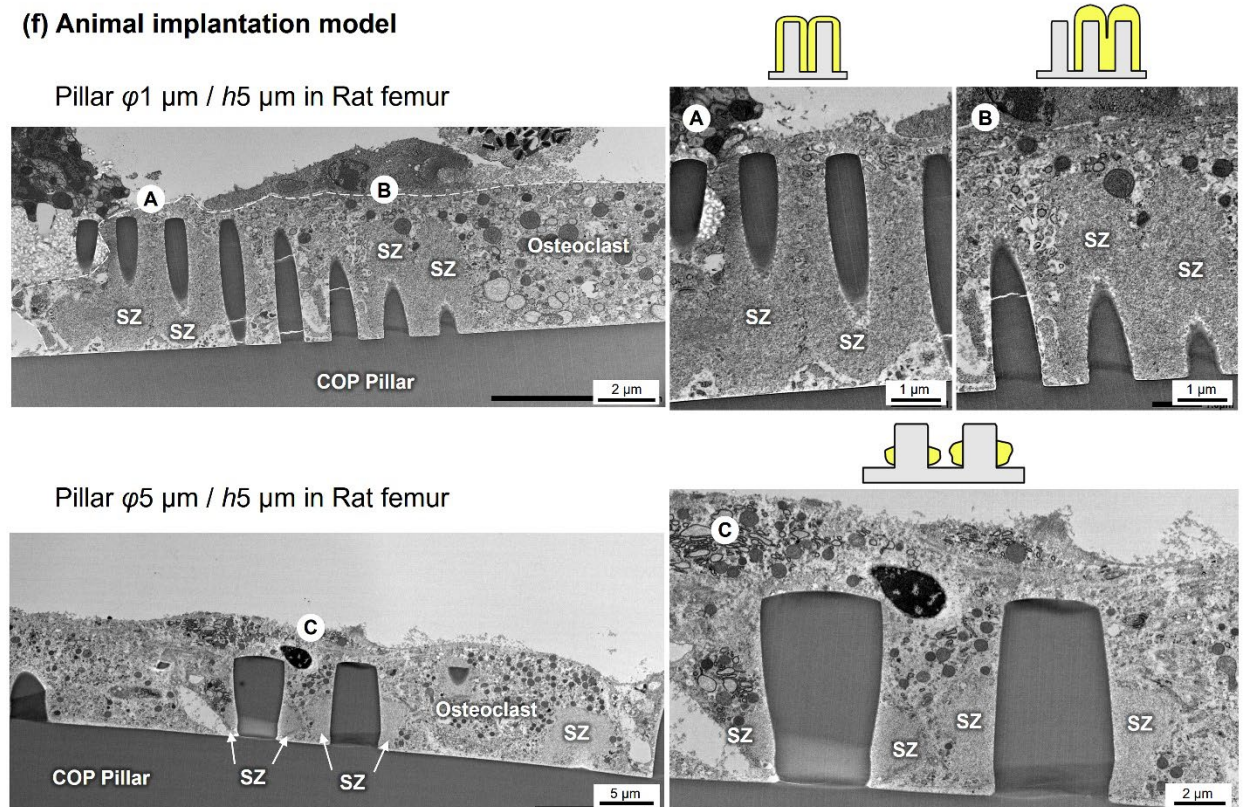 (f) Animal implantation model
Pillar φ1 μm / h5 μm in Rat femur
A
B
SZ
SZ
Osteoclast
SZ
SZ
COP Pillar
2 μm
A
SZ
SZ
1 μm
B
SZ
SZ
1 μm
Pillar φ5 μm / h5 μm in Rat femur
C
Osteoclast
SZ
COP Pillar
SZ
SZ
5 μm
C
SZ
SZ
SZ
SZ
2 μm